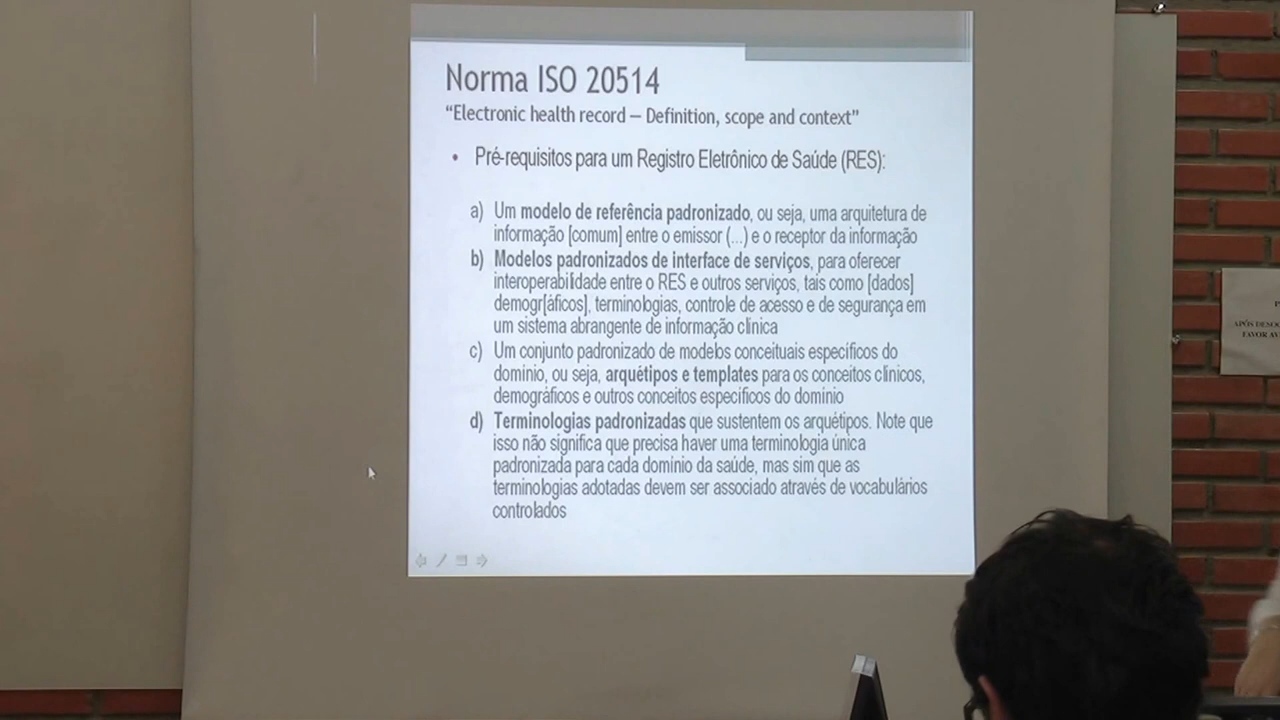 Norma ISO 20514
“Electronic health record – Definition, scope and context”
• Pré-requisitos para um Registro Eletrônico de Saúde (RES):
a) Um modelo de referência padronizado, ou seja, uma arquitetura de
informação [comum] entre o emissor (...) e o receptor da informação
b) Modelos padronizados de interface de serviços, para oferecer
interoperabilidade entre o RES e outros serviços, tais como [dados]
demogr[áficos], terminologias, controle de acesso e de segurança em
um sistema abrangente de informação clínica
c) Um conjunto padronizado de modelos conceituais específicos do
domínio, ou seja, arquétipos e templates para os conceitos clínicos,
demográficos e outros conceitos específicos do domínio
d) Terminologias padronizadas que sustentem os arquétipos. Note que
isso não significa que precisa haver uma terminologia única
padronizada para cada domínio da saúde, mas sim que as
terminologias adotadas devem ser associado através de vocabulários
controlados
APÓS
FAVOR